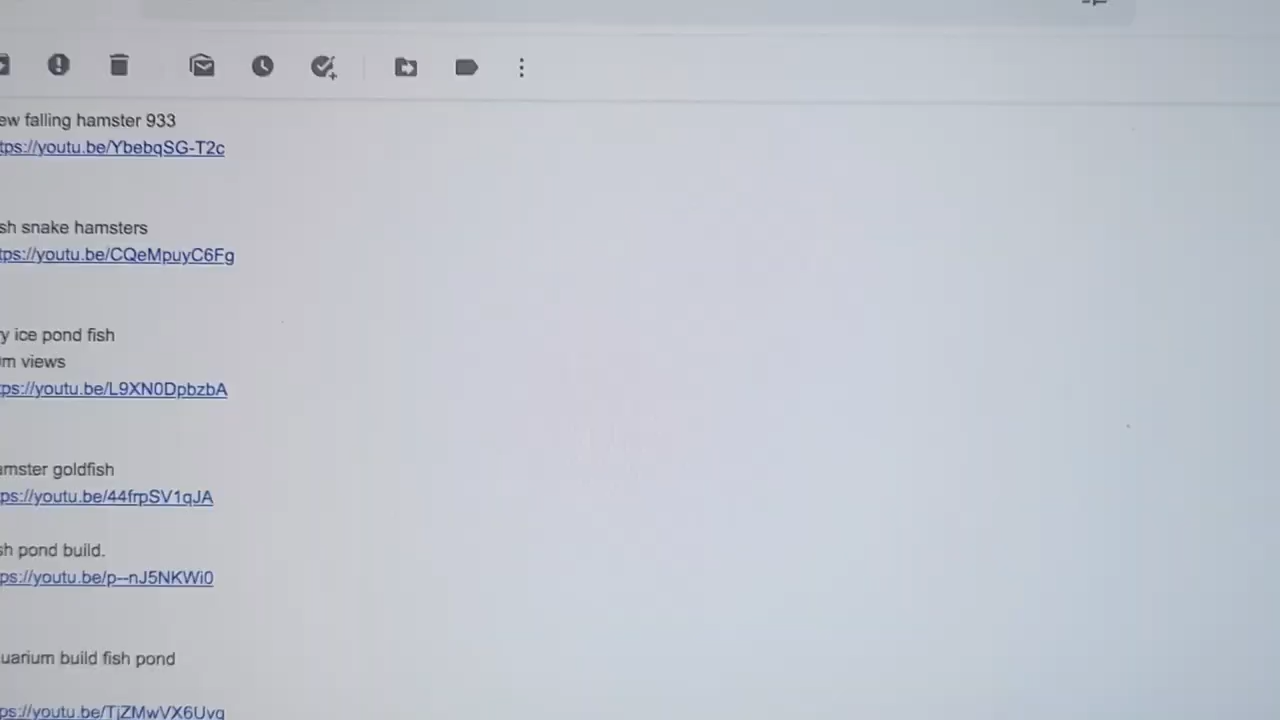 ew falling hamster 933
tps://youtu.be/YbebqSG-T2c
sh snake hamsters
tps://youtu.be/CQeMpuyC6Fg
y ice pond fish
m views
tps://youtu.be/L9XN0DpbzbA
amster goldfish
ps://youtu.be/44frpSV1qJA
sh pond build.
ps://youtu.be/p--nJ5NKWi0
uarium build fish pond
ps://youtu.be/TjZMwVX6Uvg